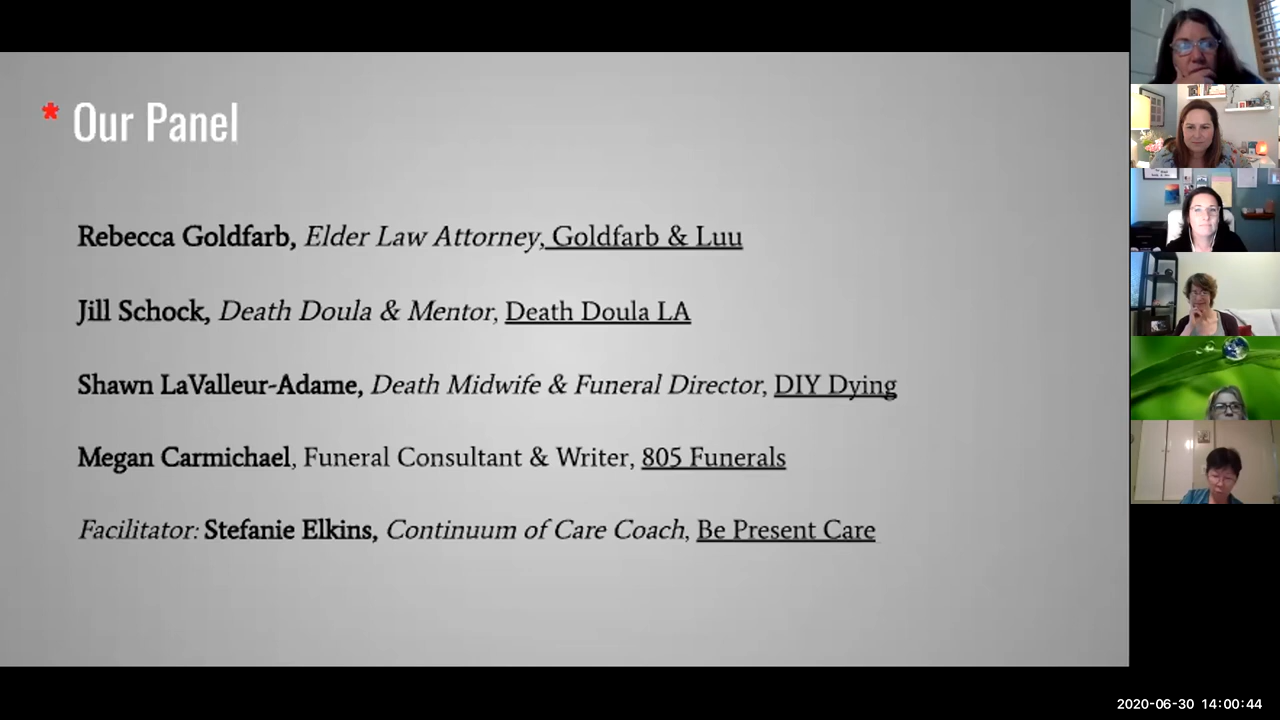 * Our Panel
Rebecca Goldfarb, Elder Law Attorney, Goldfarb & Luu
Jill Schock, Death Doula & Mentor, Death Doula LA
Shawn LaValleur-Adame, Death Midwife & Funeral Director, DIY Dying
Megan Carmichael, Funeral Consultant & Writer, 805 Funerals
Facilitator: Stefanie Elkins, Continuum of Care Coach, Be Present Care
2020-06-30 14:00:44